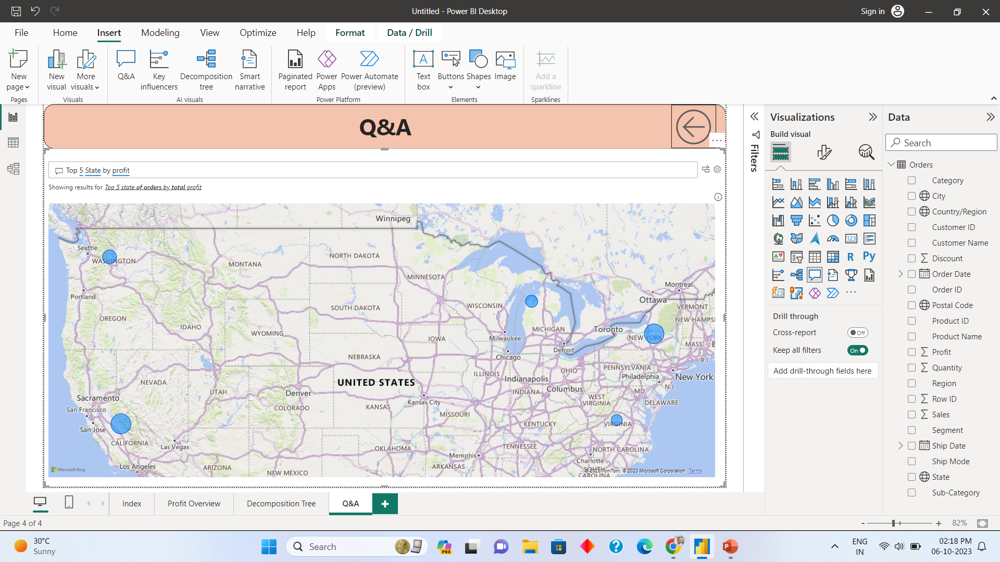 Untitled - Power BI Desktop
Sign in
File Home Insert Modeling View Optimize Help Format Data / Drill
New page
New visual
More visuals
Q&A
Key influencers
Decomposition tree
Smart narrative
Paginated report
Power Apps
Power Automate (preview)
Text box
Buttons
Shapes
Image
Add a sparkline
Pages
Visuals
AI visuals
Power Platform
Elements
Sparklines
Q&A
Top 5 State by profit
Showing results for Top 5 state of orders by total profit
Winnipeg
Seattle
WASHINGTON
NORTH DAKOTA
MONTANA
MINNESOTA
Montreal
Portland
Ottawa
SOUTH DAKOTA
WISCONSIN
VERMONT
OREGON
NEW HAMPS
IDAHO
WYOMING
MICHIGAN
Toronto
IOWA
Milwaukee
NEW YORK
MASS.
Detroit
NEBRASKA
Chicago
R.I.
PENNSYLVANIA
ILLINOIS
OHIO
Philadelphia
New York
NEVADA
UNITED STATES
Indianapolis
Columbus
N.J.
UTAH
Denver
INDIANA
MD.
Sacramento
Kansas City
WEST VIRGINIA
DELAWARE
San Francisco
COLORADO
KANSAS
MISSOURI
San Jose
KENTUCKY
VIRGINIA
CALIFORNIA
Las Vegas
OKLAHOMA
TENNESSEE
NORTH CAROLINA
Memphis
Charlotte
Los Angeles
ARIZONA
ARKANSAS
SOUTH CAROLINA
NEW MEXICO
Microsoft Bing
© 2023 TomTom, © 2023 Microsoft Corporation Terms
Filters
Visualizations
Build visual
123
R
Py
123
Drill through
Cross-report Off
Keep all filters On
Add drill-through fields here
Data
Search
Orders
Category
City
Country/Region
Customer ID
Customer Name
Discount
Order Date
Order ID
Postal Code
Product ID
Product Name
Profit
Quantity
Region
Row ID
Sales
Segment
Ship Date
Ship Mode
State
Sub-Category
Index Profit Overview Decomposition Tree Q&A
Page 4 of 4
- + 82%
30°C
Sunny
Search
PRE
ENG
IN
02:18 PM
06-10-2023